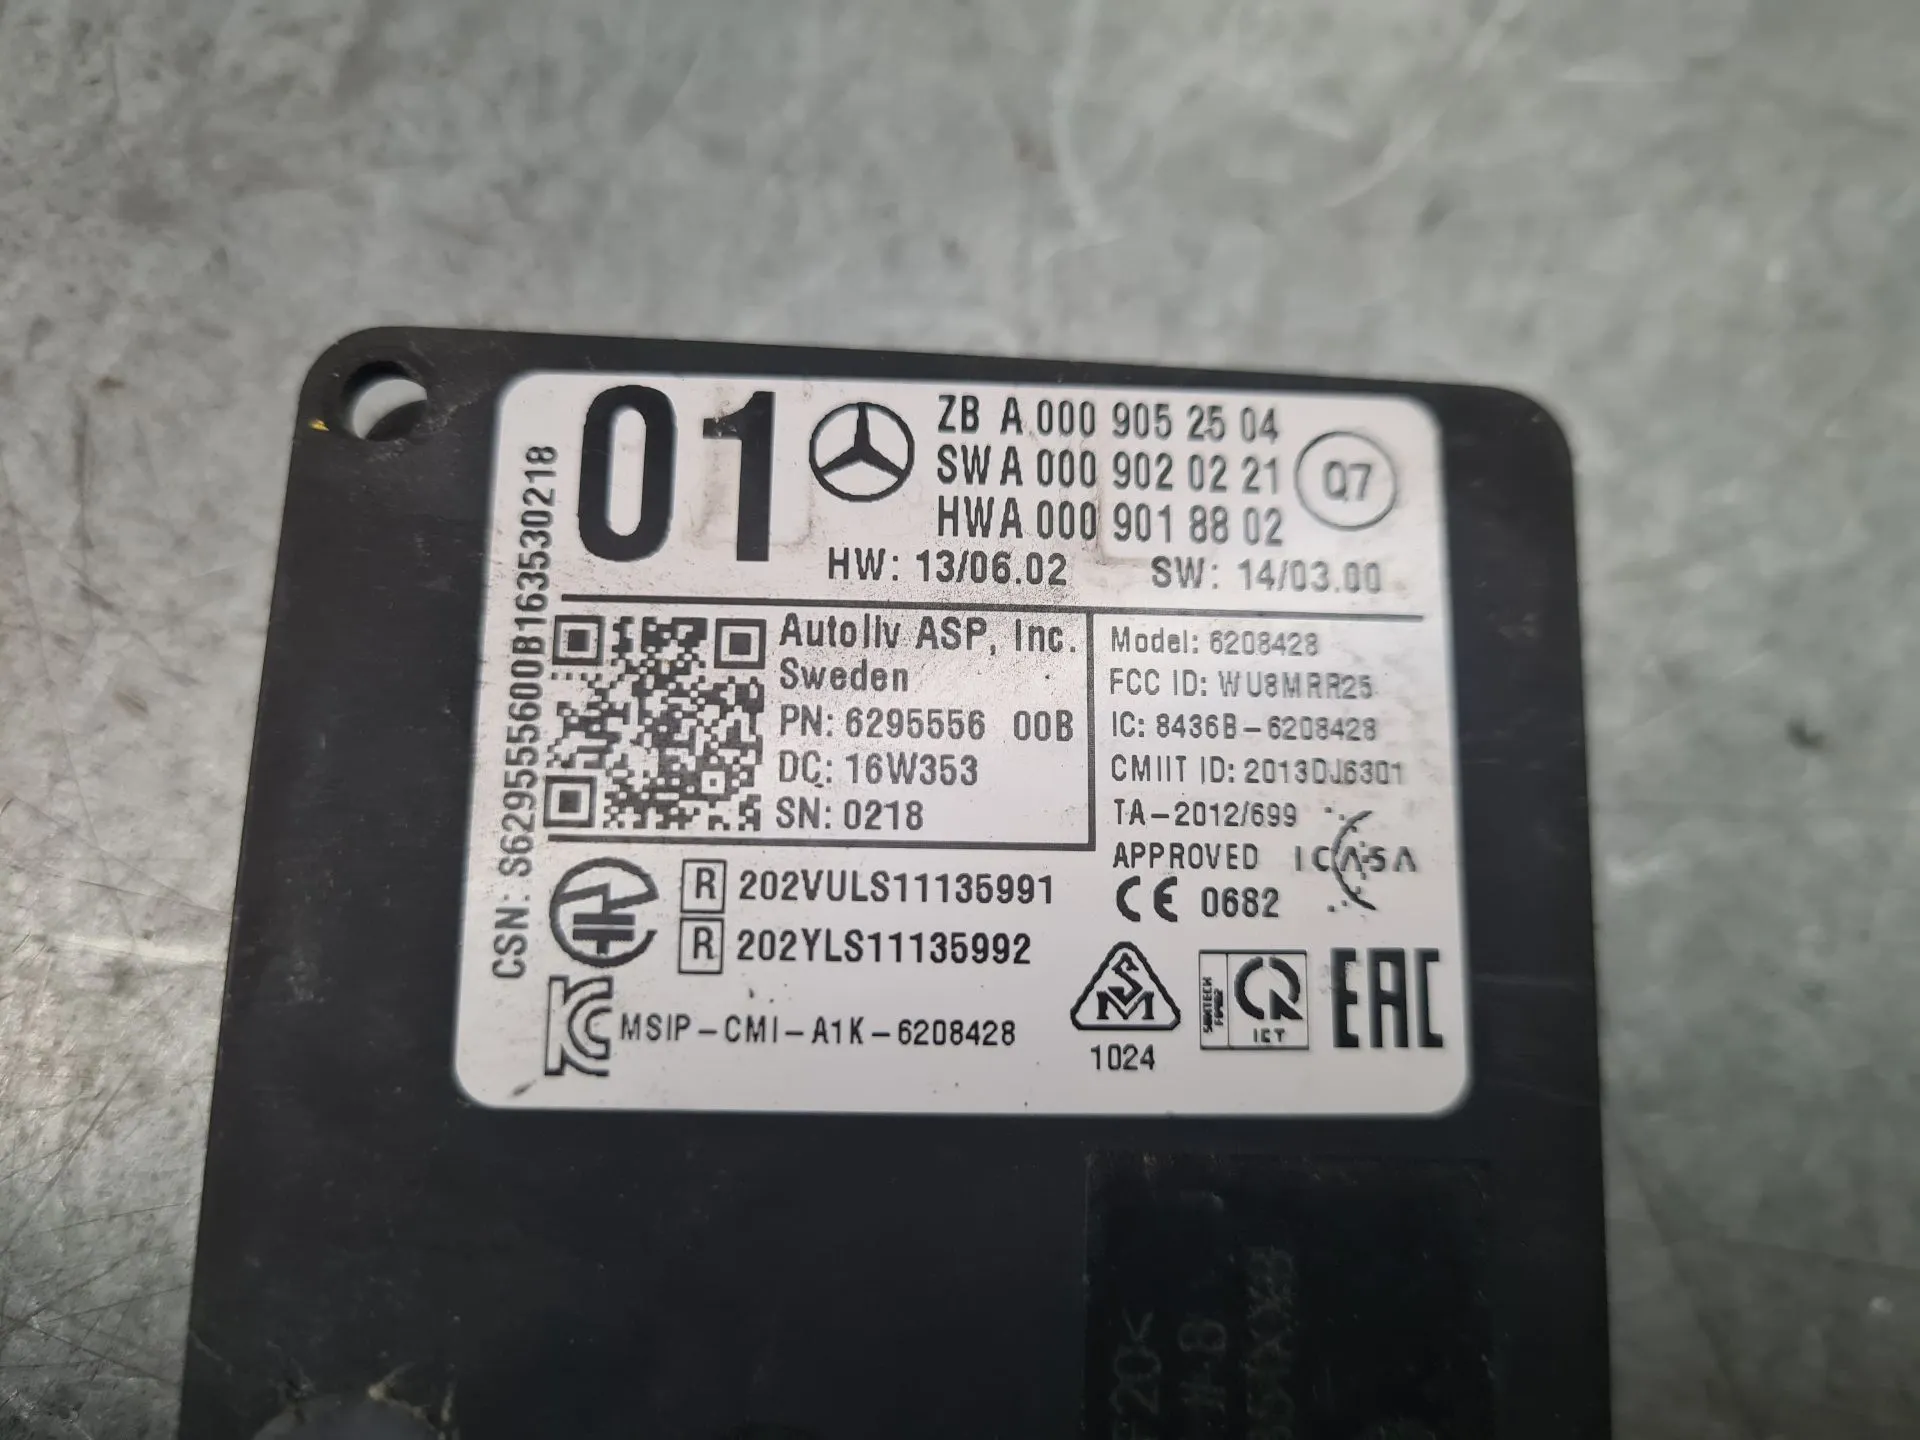 01
ZB A 000 905 25 04
SW A 000 902 02 21
HW A 000 901 88 02
Q7
HW: 13/06.02 SW: 14/03.00
CSN: S629555600B1635530218
Autoliv ASP, Inc.
Sweden
PN: 6295556 00B
DC: 16W353
SN: 0218
Model: 6208428
FCC ID: WU8MRR25
IC: 8436B-6208428
CMIIT ID: 2013DJ6301
TA-2012/699
APPROVED ICASA
CE 0682
R 202VULS11135991
R 202YLS11135992
MSIP-CMI-A1K-6208428
SM
1024
ICT
EAC